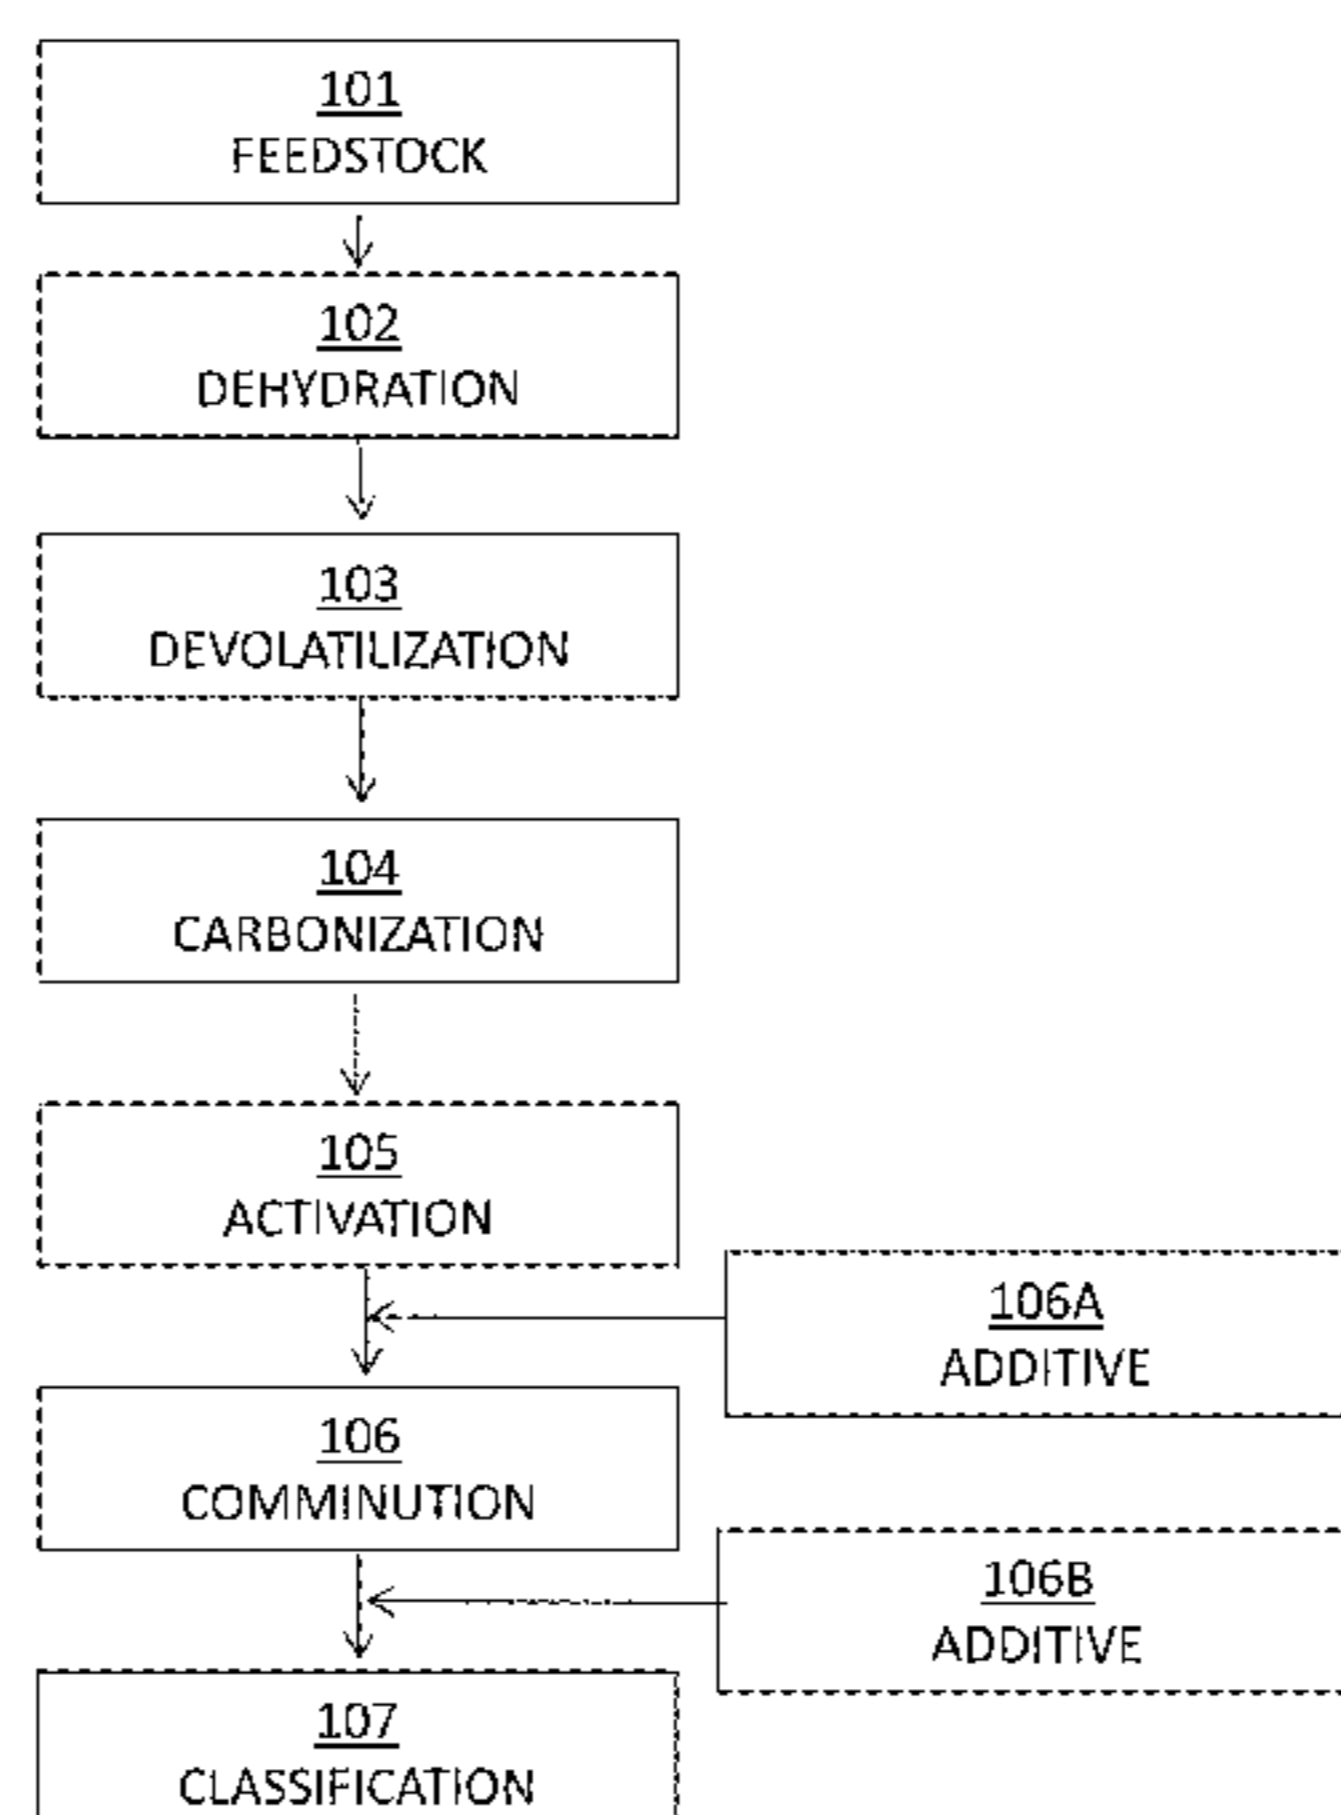 101
FEEDSTOCK
102
DEHYDRATION
103
DEVOLATILIZATION
104
CARBONIZATION
105
ACTIVATION
106A
ADDITIVE
106
COMMINUTION
106B
ADDITIVE
107
CLASSIFICATION